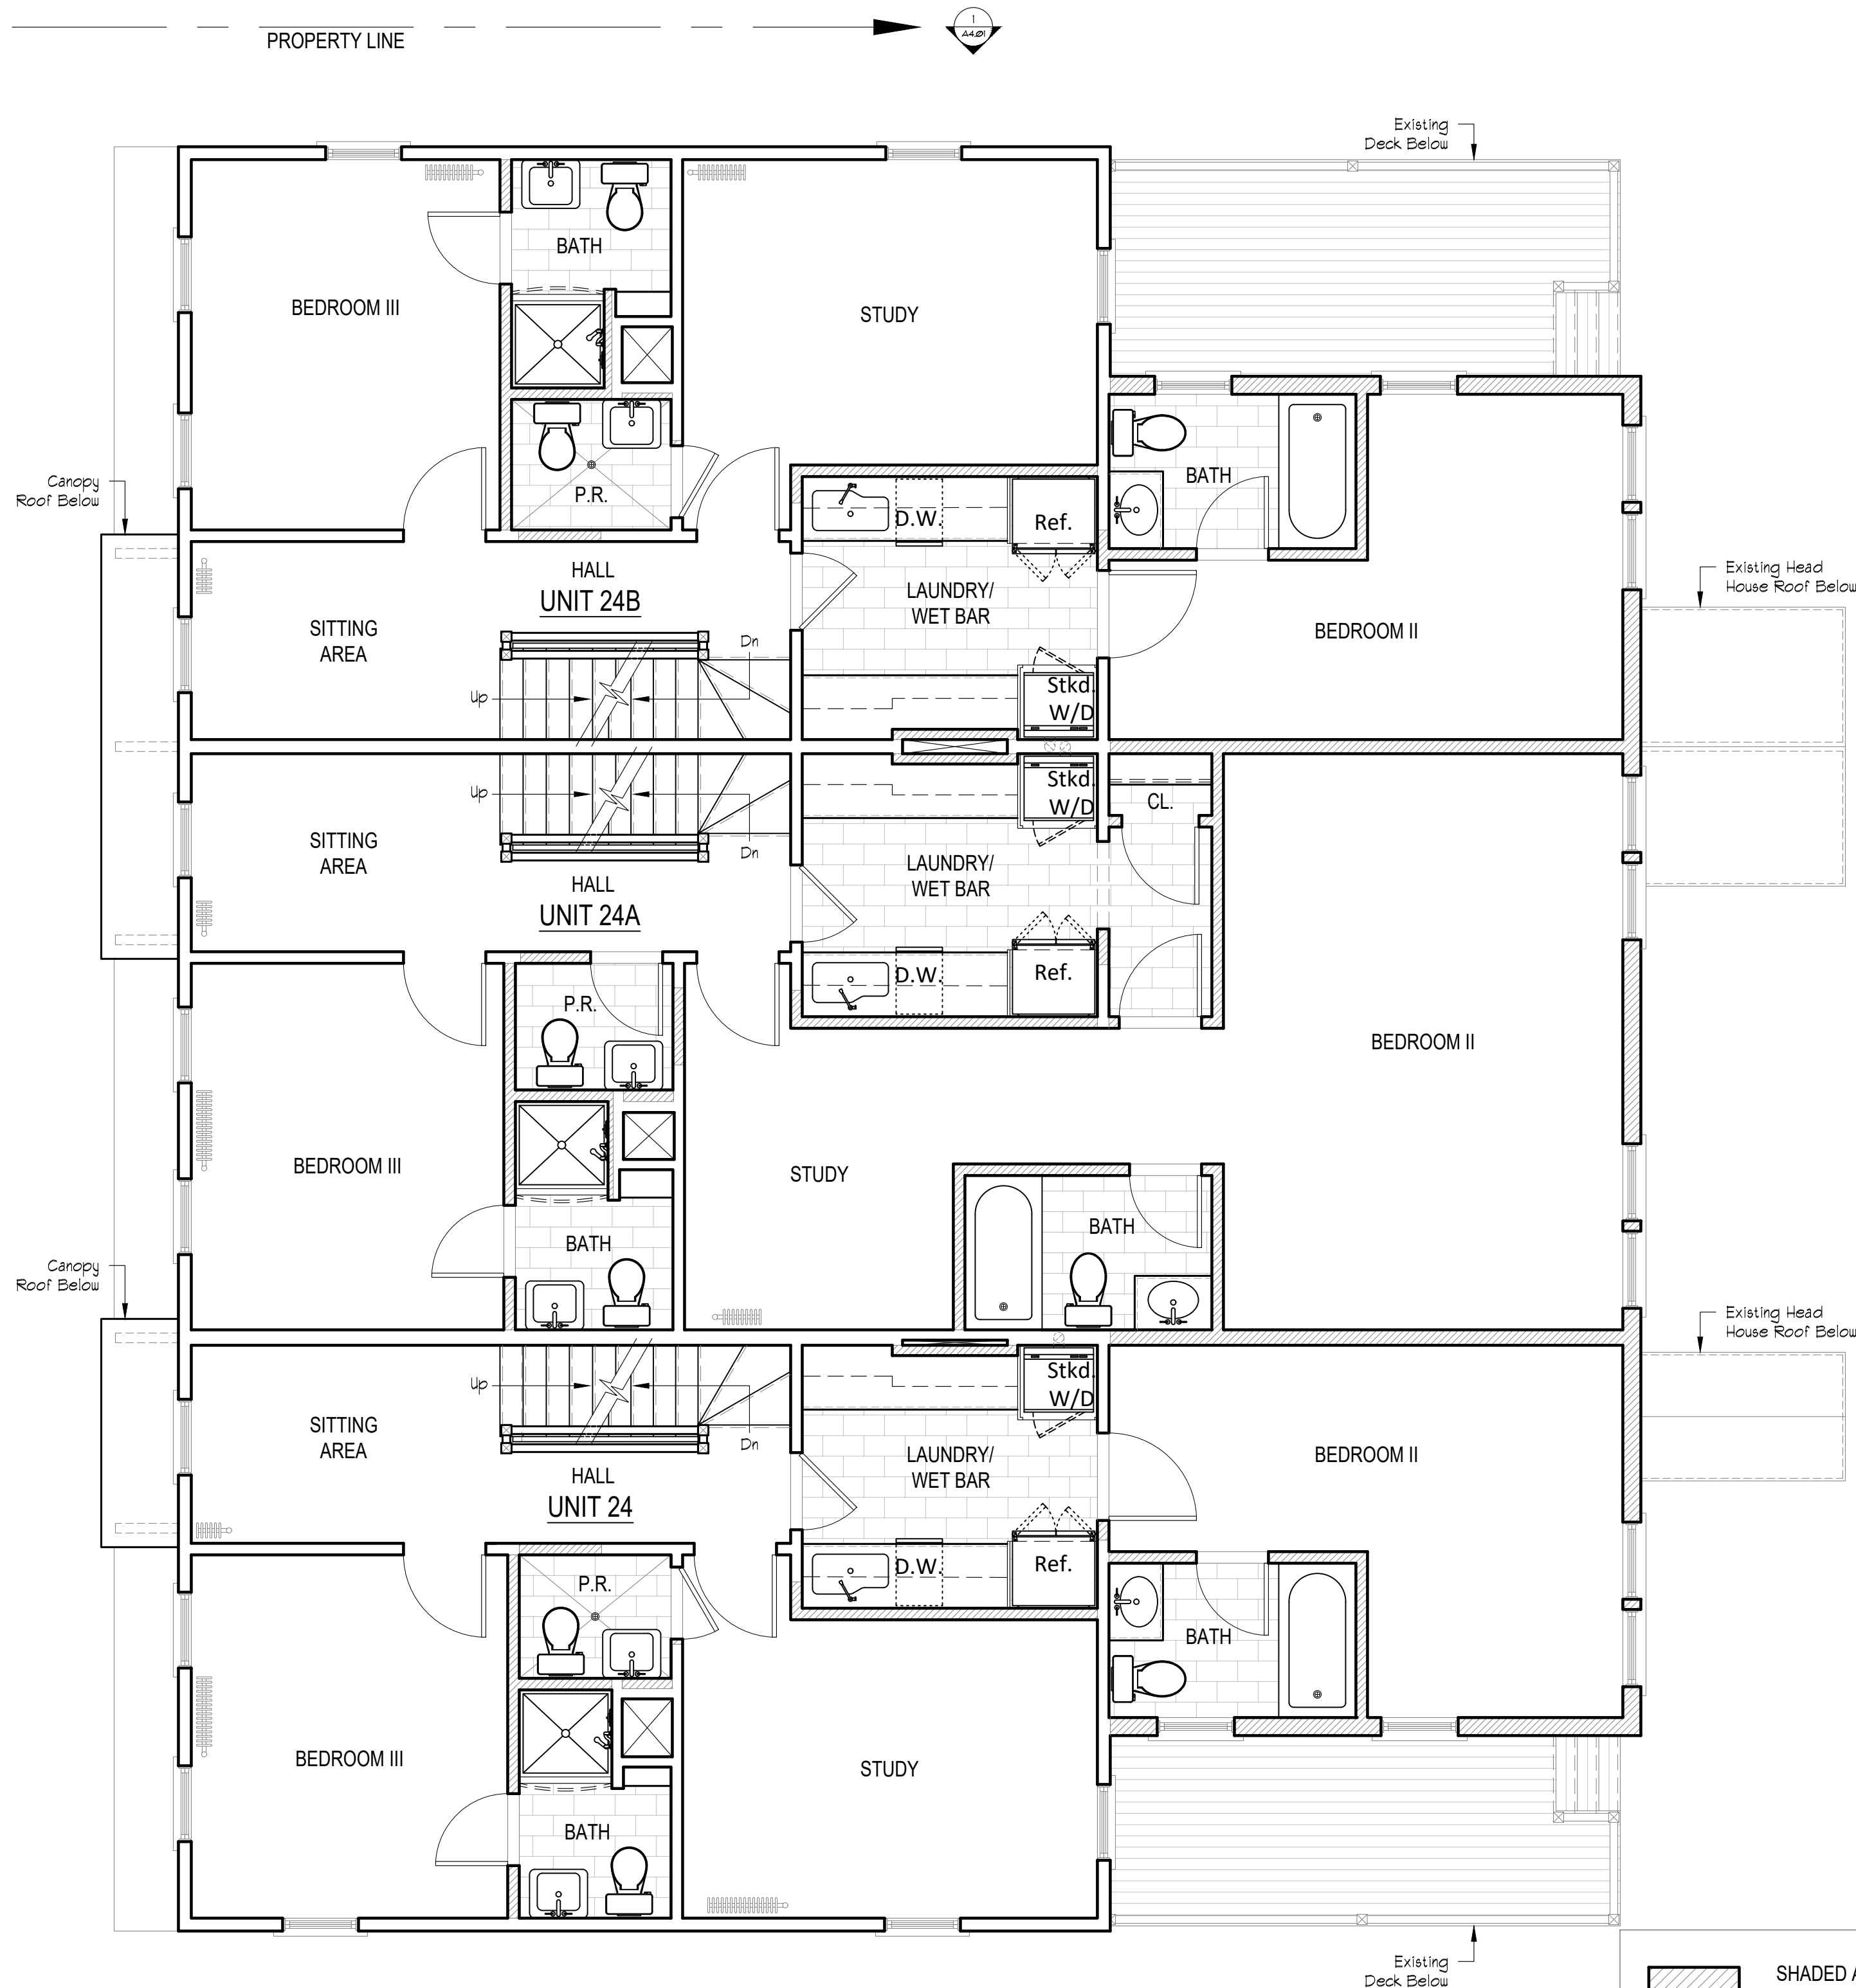 PROPERTY LINE
1
A4.01
Existing
Deck Below
BATH
BEDROOM III
STUDY
Canopy
Roof Below
P.R.
BATH
D.W.
Ref.
HALL
UNIT 24B
LAUNDRY/
WET BAR
Existing Head
House Roof Below
SITTING
AREA
BEDROOM II
Dn
Up
Stkd.
W/D
Up
Stkd.
W/D
CL.
SITTING
AREA
Dn
LAUNDRY/
WET BAR
HALL
UNIT 24A
D.W.
Ref.
P.R.
BEDROOM II
BEDROOM III
STUDY
BATH
BATH
Canopy
Roof Below
Existing Head
House Roof Below
Up
Stkd.
W/D
SITTING
AREA
Dn
LAUNDRY/
WET BAR
BEDROOM II
HALL
UNIT 24
D.W.
Ref.
P.R.
BATH
BEDROOM III
STUDY
BATH
Existing
Deck Below
SHADED A